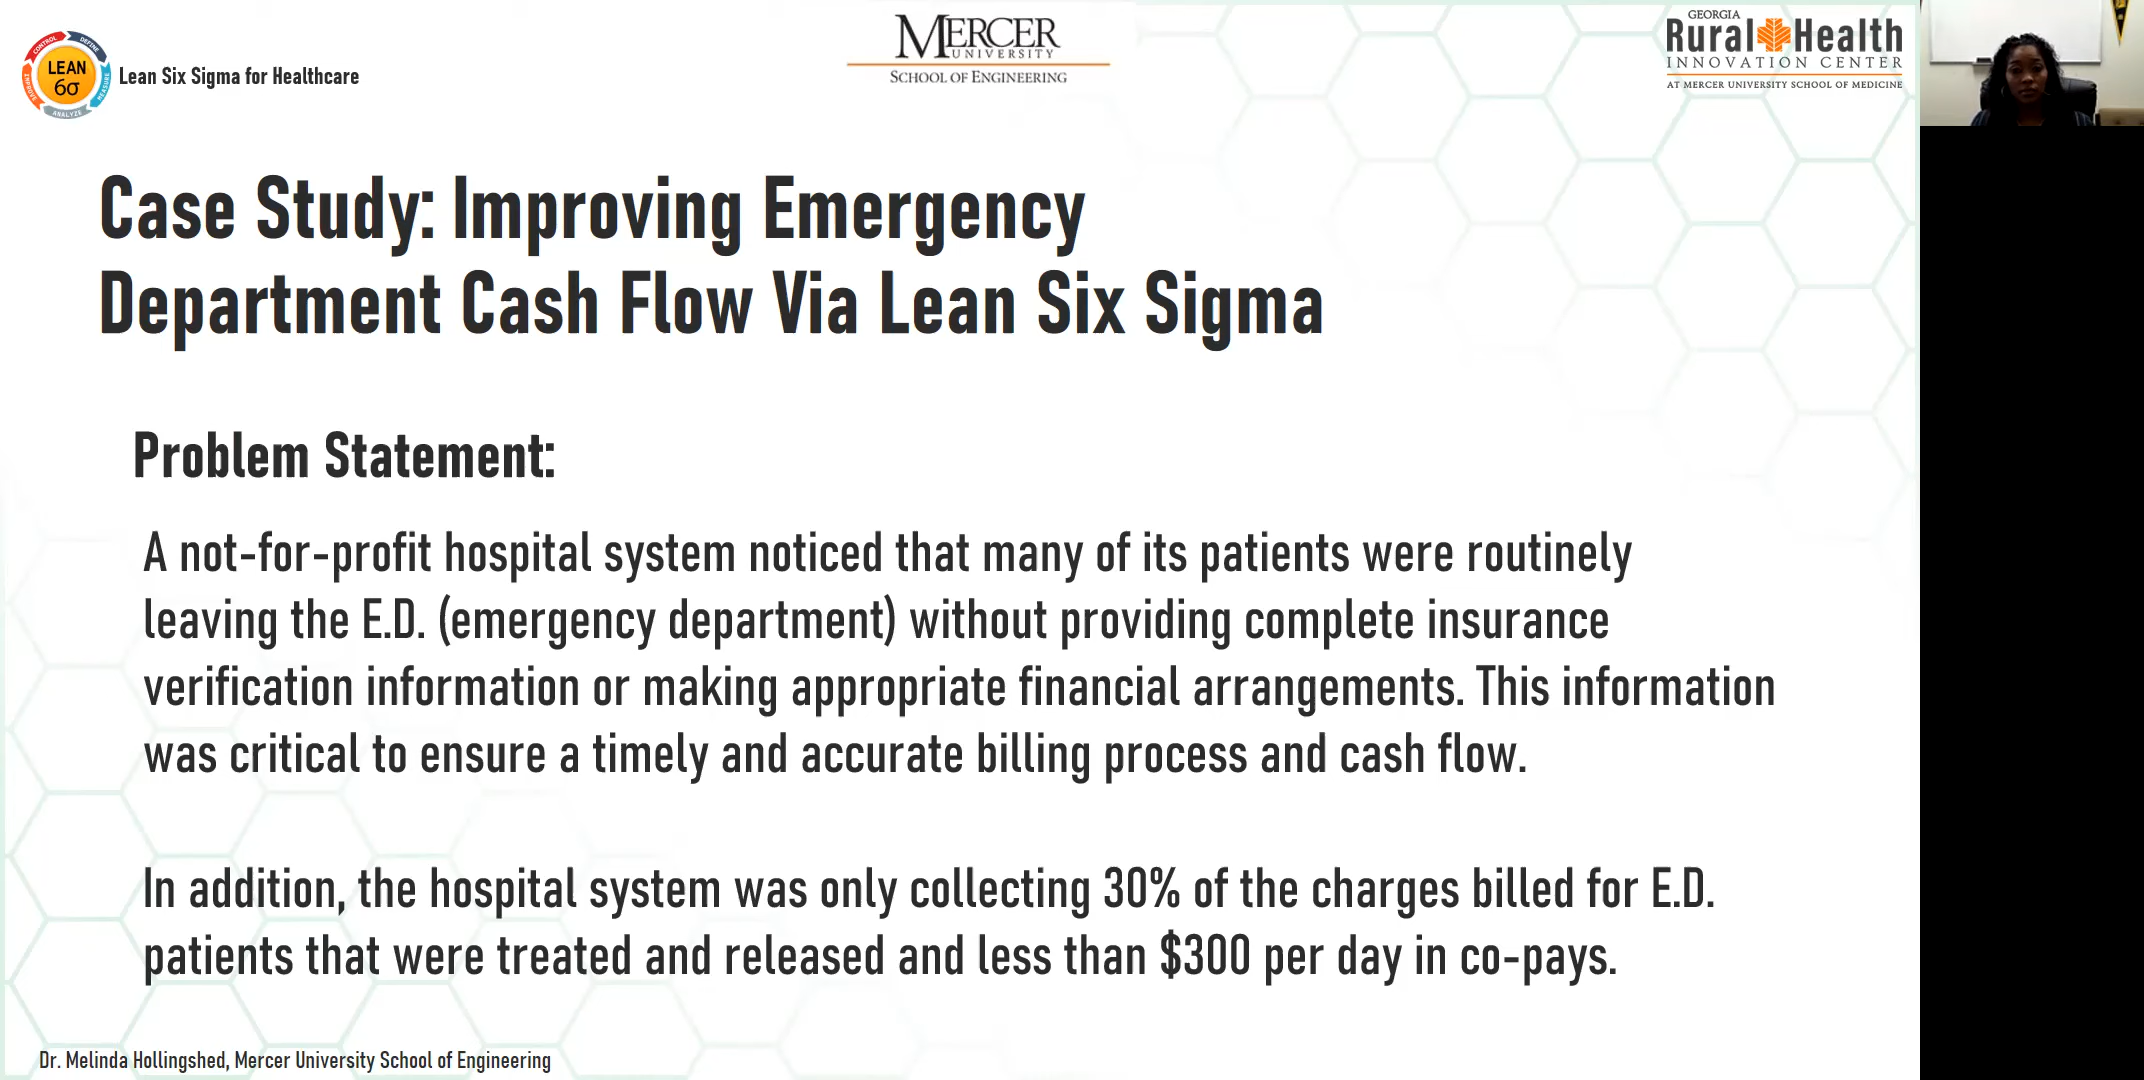 CONTROL
DEFINE
MEASURE
ANALYZE
IMPROVE
LEAN
6σ
Lean Six Sigma for Healthcare
MERCER
UNIVERSITY
SCHOOL OF ENGINEERING
GEORGIA
Rural Health
INNOVATION CENTER
AT MERCER UNIVERSITY SCHOOL OF MEDICINE
Case Study: Improving Emergency
Department Cash Flow Via Lean Six Sigma
Problem Statement:
A not-for-profit hospital system noticed that many of its patients were routinely
leaving the E.D. (emergency department) without providing complete insurance
verification information or making appropriate financial arrangements. This information
was critical to ensure a timely and accurate billing process and cash flow.
In addition, the hospital system was only collecting 30% of the charges billed for E.D.
patients that were treated and released and less than $300 per day in co-pays.
Dr. Melinda Hollingshed, Mercer University School of Engineering